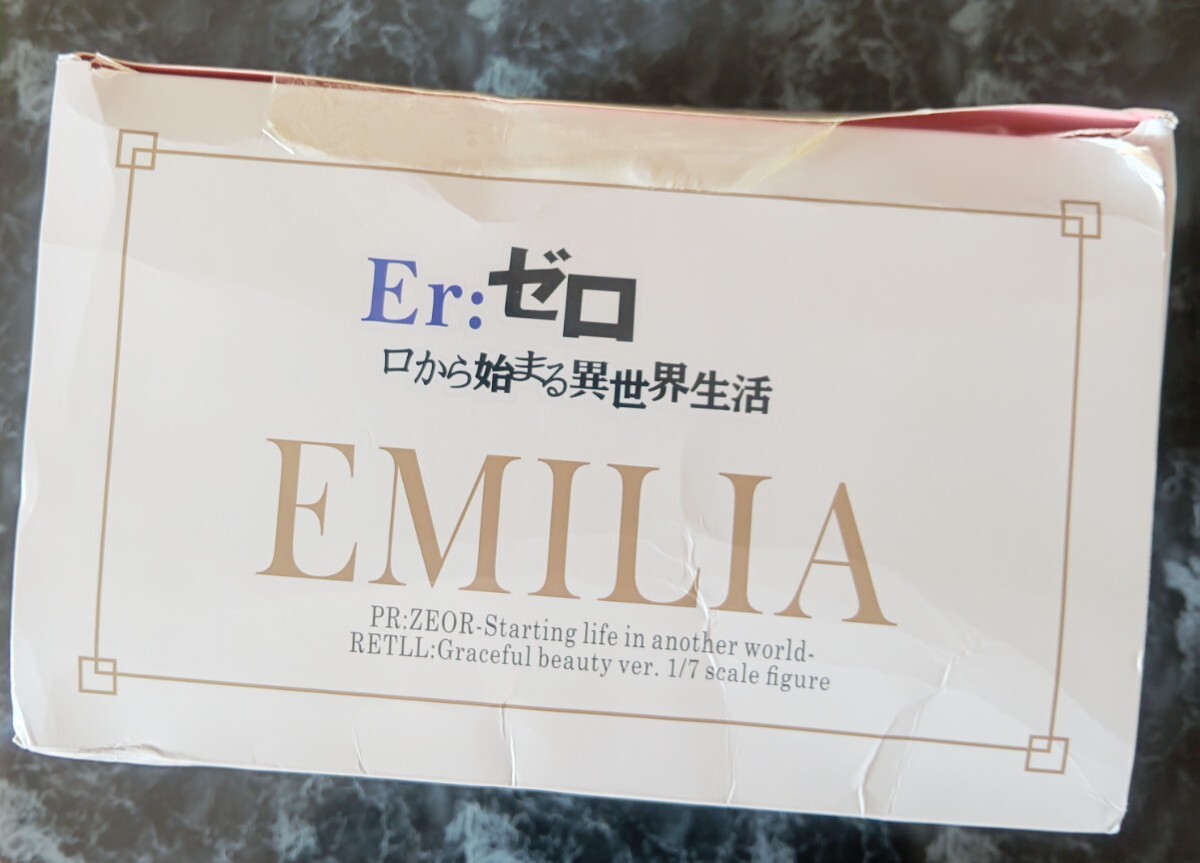 Er:ゼロ
口から始まる異世界生活
EMILIA
PR:ZEOR-Starting life in another world-
RETLL:Graceful beauty ver. 1/7 scale figure